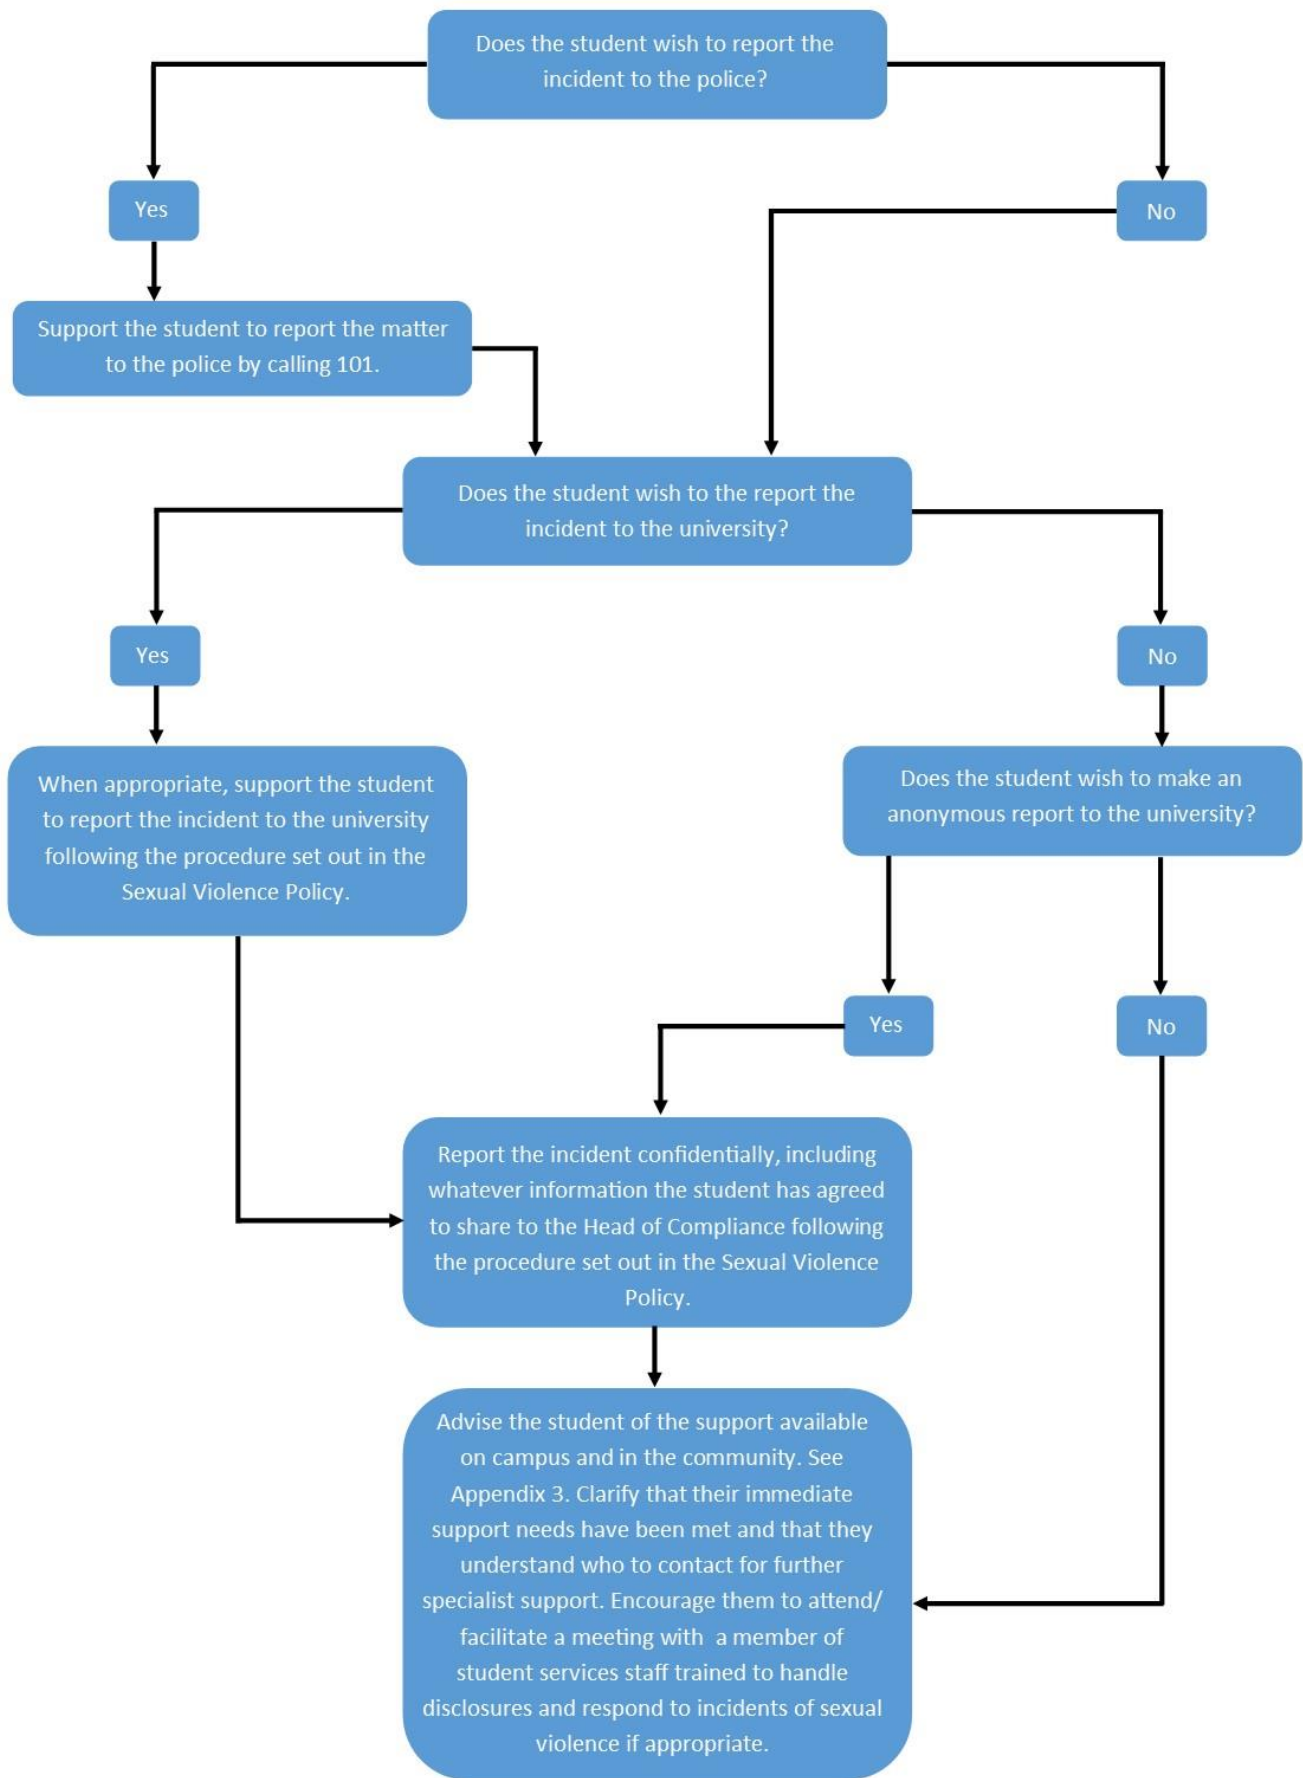 Does the student wish to report the
incident to the police?
Yes
No
Support the student to report the matter
to the police by calling 101.
Does the student wish to the report the
incident to the university?
Yes
No
When appropriate, support the student
to report the incident to the university
following the procedure set out in the
Sexual Violence Policy.
Does the student wish to make an
anonymous report to the university?
Yes
No
Report the incident confidentially, including
whatever information the student has agreed
to share to the Head of Compliance following
the procedure set out in the Sexual Violence
Policy.
Advise the student of the support available
on campus and in the community. See
Appendix 3. Clarify that their immediate
support needs have been met and that they
understand who to contact for further
specialist support. Encourage them to attend/
facilitate a meeting with a member of
student services staff trained to handle
disclosures and respond to incidents of sexual
violence if appropriate.